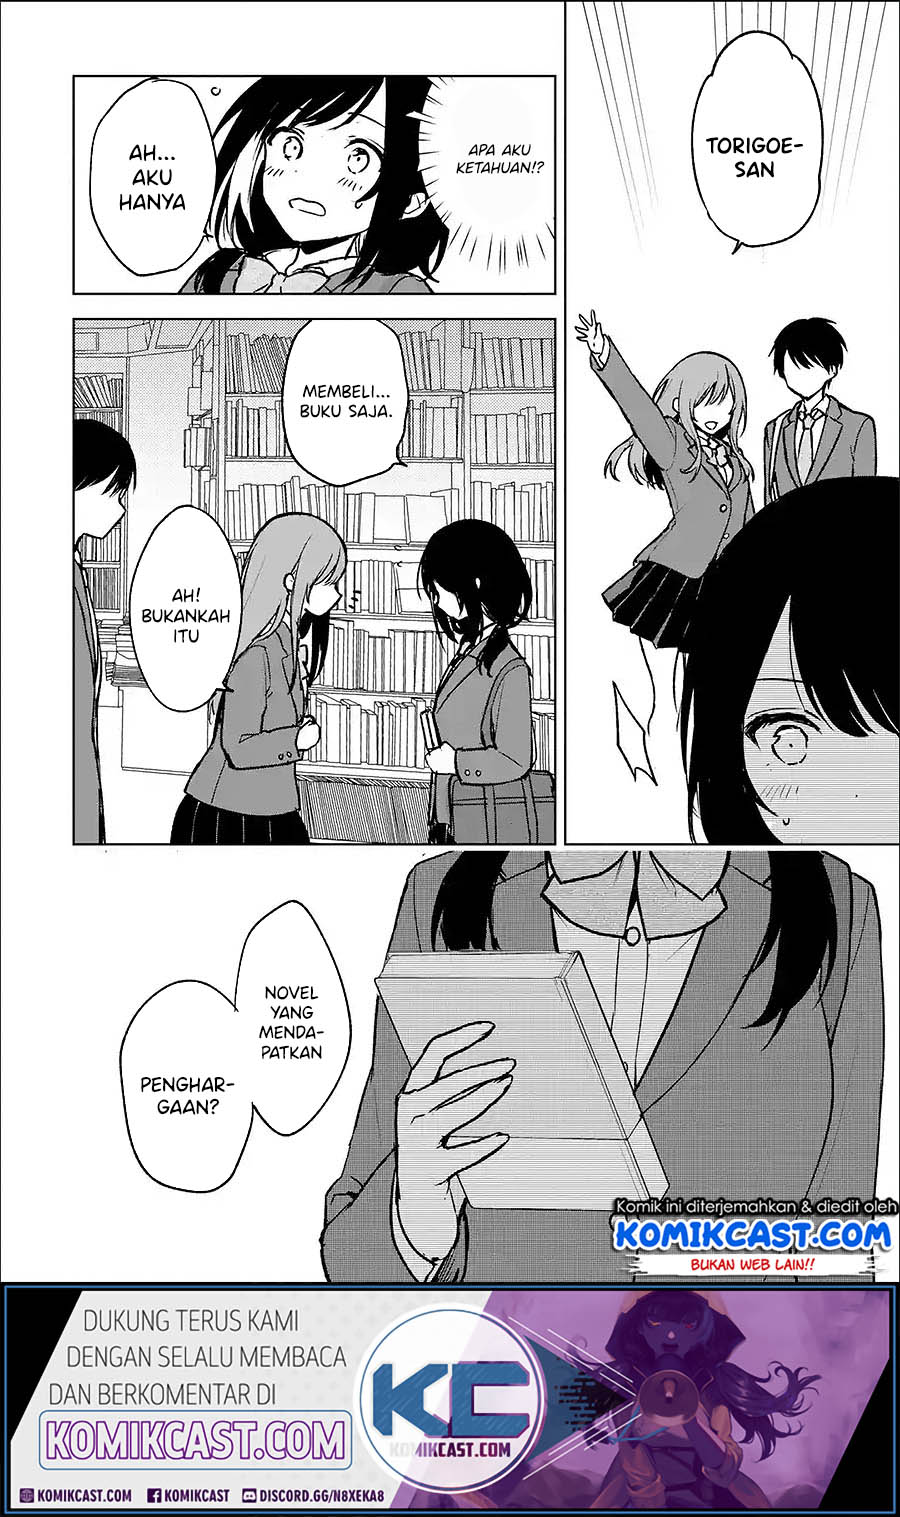 TORIGOE-
SAN
APA AKU
KETAHUAN!?
AH...
AKU
HANYA
MEMBELI...
BUKU SAJA.
AH!
BUKANKAH
ITU
NOVEL
YANG
MENDA-
PATKAN
PENGHAR-
GAAN?
Komik ini diterjemahkan & diedit oleh
KOMIKCAST.COM
BUKAN WEB LAIN!!
DUKUNG TERUS KAMI
DENGAN SELALU MEMBACA
DAN BERKOMENTAR DI
KOMIKCAST.COM
KC
KOMIKCAST.COM
KOMIKCAST.COM KOMIKCAST DISCORD.GG/N8XEKA8